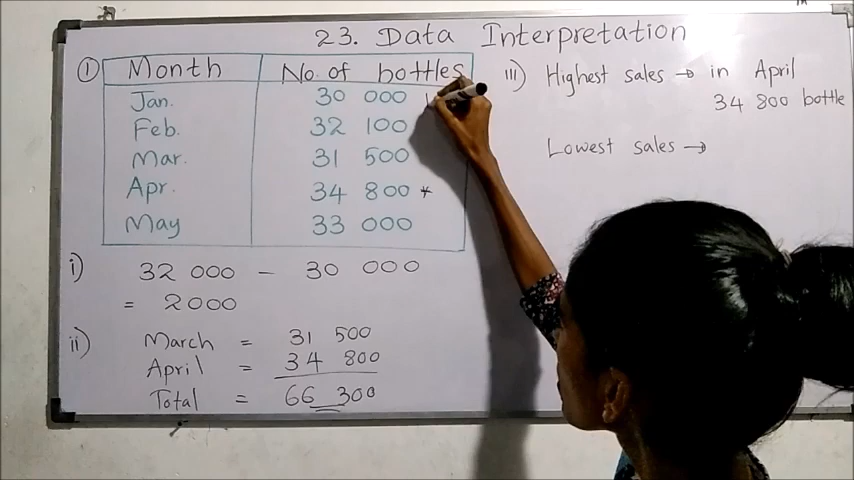 23. Data Interpretation
① Month No. of bottles
Jan. 30 000
Feb. 32 100
Mar. 31 500
Apr. 34 800 *
May 33 000
i) 32 000 - 30 000
= 2000
ii) March = 31 500
April = 34 800
Total = 66 300
iii) Highest sales → in April
34 800 bottle
Lowest sales →